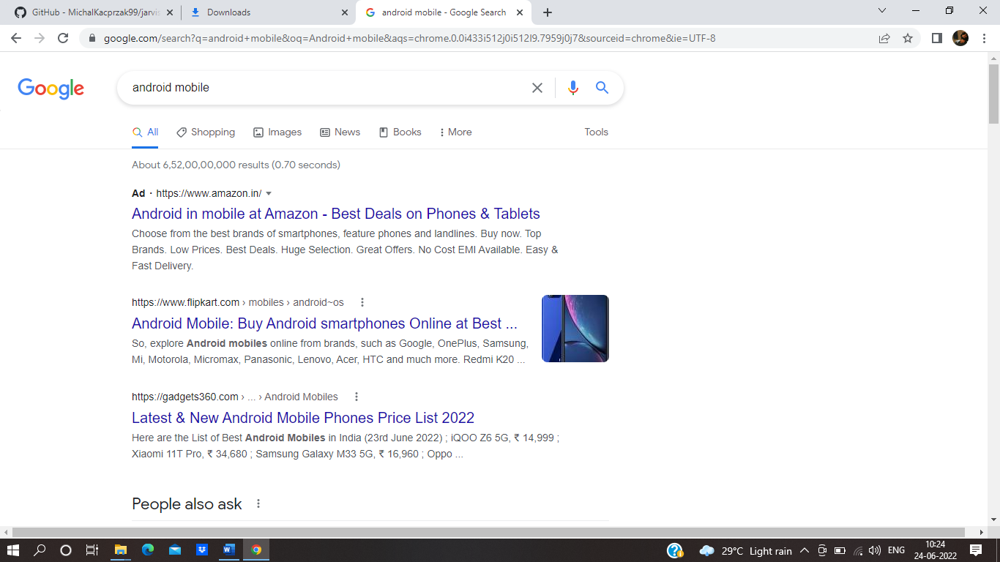 GitHub - MichalKacprzak99/jarvis
Downloads
android mobile - Google Search
google.com/search?q=android+mobile&oq=Android+mobile&aqs=chrome.0.0i433i512j0i512l9.7959j0j7&sourceid=chrome&ie=UTF-8
Google
android mobile
All
Shopping
Images
News
Books
More
Tools
About 6,52,00,00,000 results (0.70 seconds)
Ad · https://www.amazon.in/
Android in mobile at Amazon - Best Deals on Phones & Tablets
Choose from the best brands of smartphones, feature phones and landlines. Buy now. Top
Brands. Low Prices. Best Deals. Huge Selection. Great Offers. No Cost EMI Available. Easy &
Fast Delivery.
https://www.flipkart.com › mobiles › android~os
Android Mobile: Buy Android smartphones Online at Best ...
So, explore Android mobiles online from brands, such as Google, OnePlus, Samsung,
Mi, Motorola, Micromax, Panasonic, Lenovo, Acer, HTC and much more. Redmi K20 ...
https://gadgets360.com › ... › Android Mobiles
Latest & New Android Mobile Phones Price List 2022
Here are the List of Best Android Mobiles in India (23rd June 2022) ; iQOO Z6 5G, ₹ 14,999 ;
Xiaomi 11T Pro, ₹ 34,680 ; Samsung Galaxy M33 5G, ₹ 16,960 ; Oppo ...
People also ask
29°C Light rain
ENG
10:24
24-06-2022